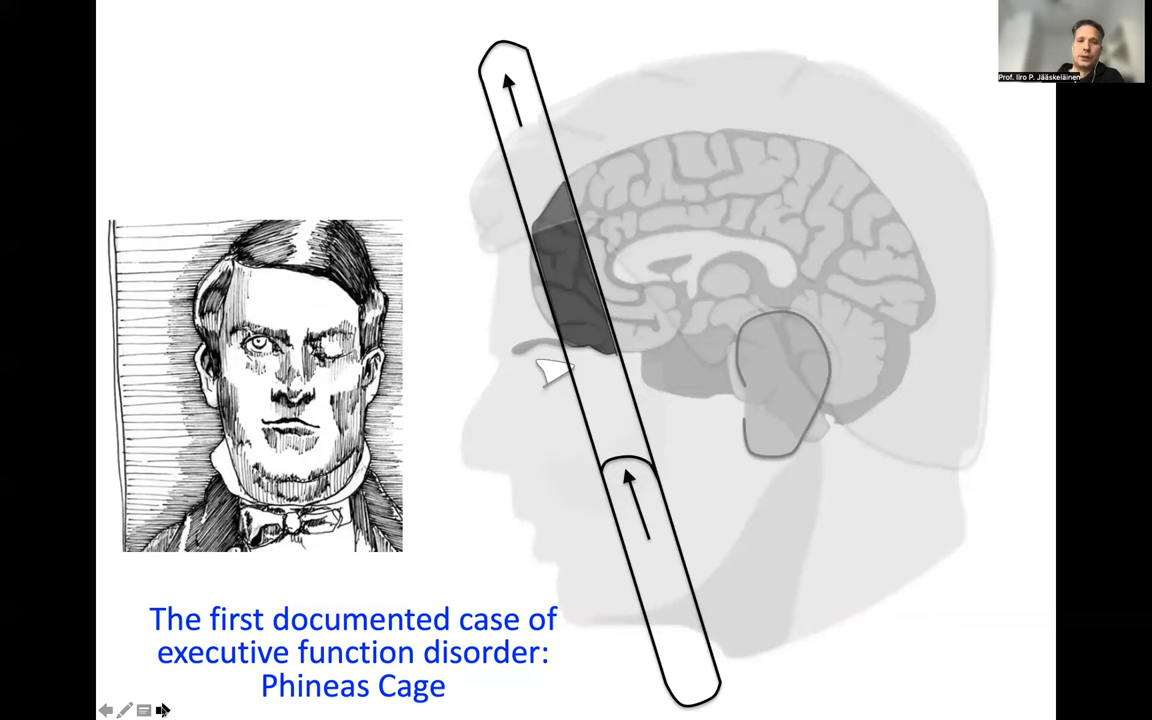 Prof. Iiro P. Jääskeläinen
The first documented case of
executive function disorder:
Phineas Cage